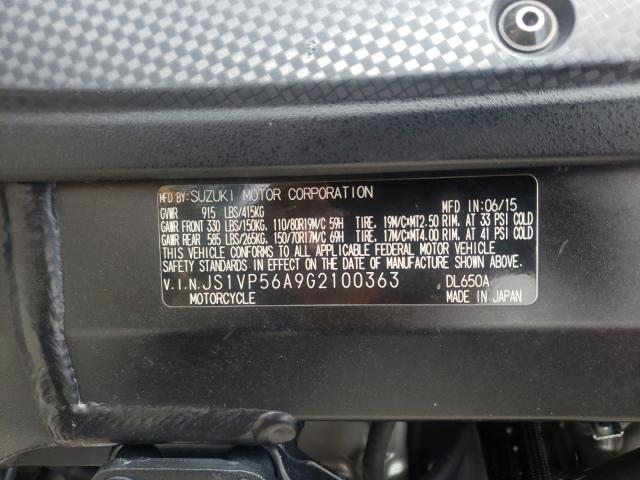 MFD BY: SUZUKI MOTOR CORPORATION MFD IN: 06/15
GVWR 915 LBS/415KG
GAWR FRONT 330 LBS/150KG, 110/80R19M/C 59H TIRE, 19M/C×MT2.50 RIM, AT 33 PSI COLD
GAWR REAR 585 LBS/265KG, 150/70R17M/C 69H TIRE, 17M/C×MT4.00 RIM, AT 41 PSI COLD
THIS VEHICLE CONFORMS TO ALL APPLICABLE FEDERAL MOTOR VEHICLE
SAFETY STANDARDS IN EFFECT ON THE DATE OF MANUFACTURE SHOWN ABOVE.
V.I.N. JS1VP56A9G2100363 DL650A
MOTORCYCLE MADE IN JAPAN